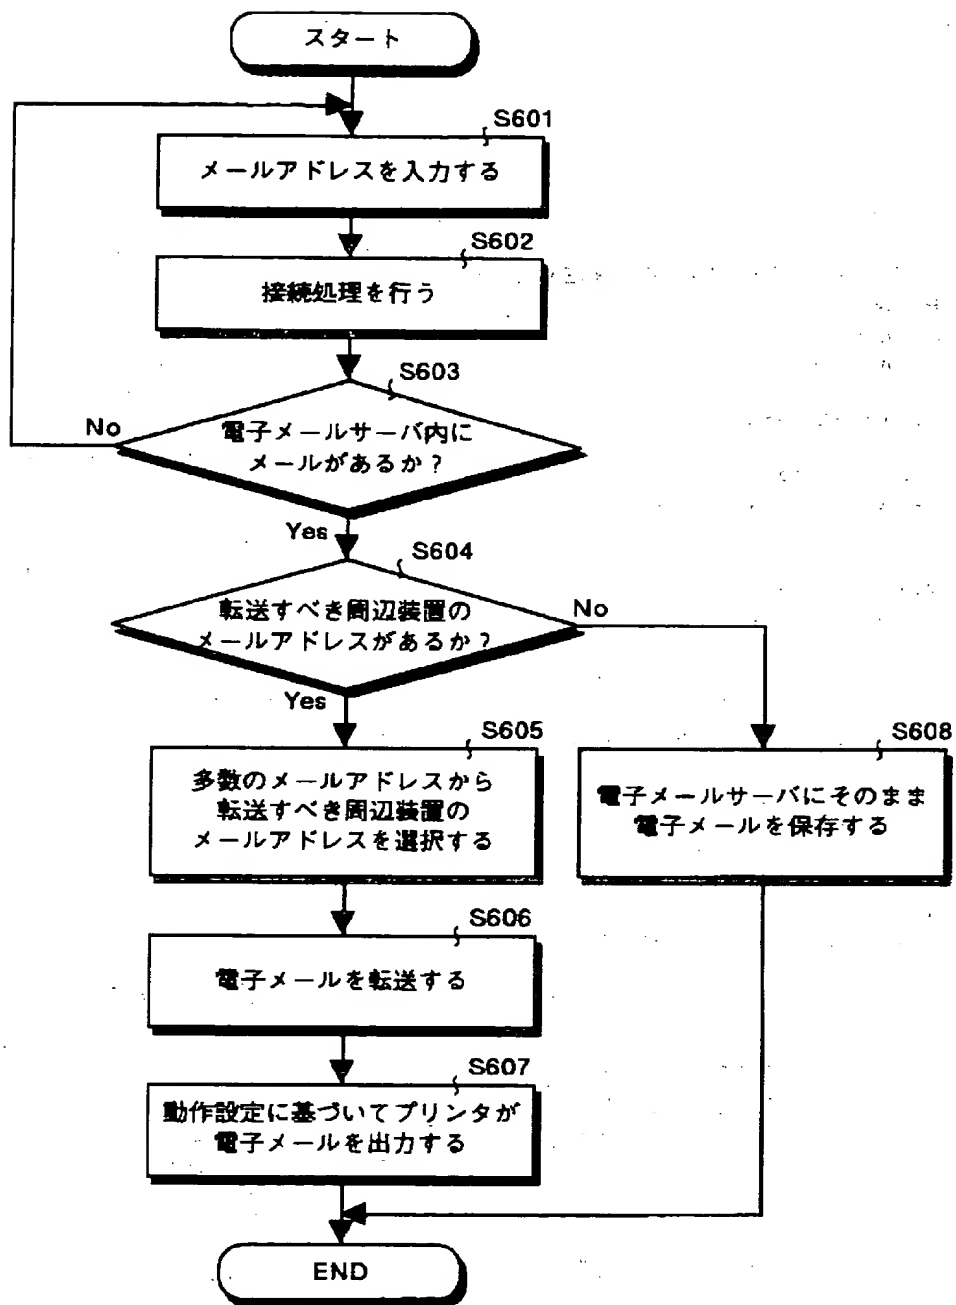 スタート
S601
メールアドレスを入力する
S602
接続処理を行う
S603
No
電子メールサーバ内に
メールがあるか?
Yes
S604
転送すべき周辺装置の
メールアドレスがあるか?
No
Yes
S605
多数のメールアドレスから
転送すべき周辺装置の
メールアドレスを選択する
S608
電子メールサーバにそのまま
電子メールを保存する
S606
電子メールを転送する
S607
動作設定に基づいてプリンタが
電子メールを出力する
END